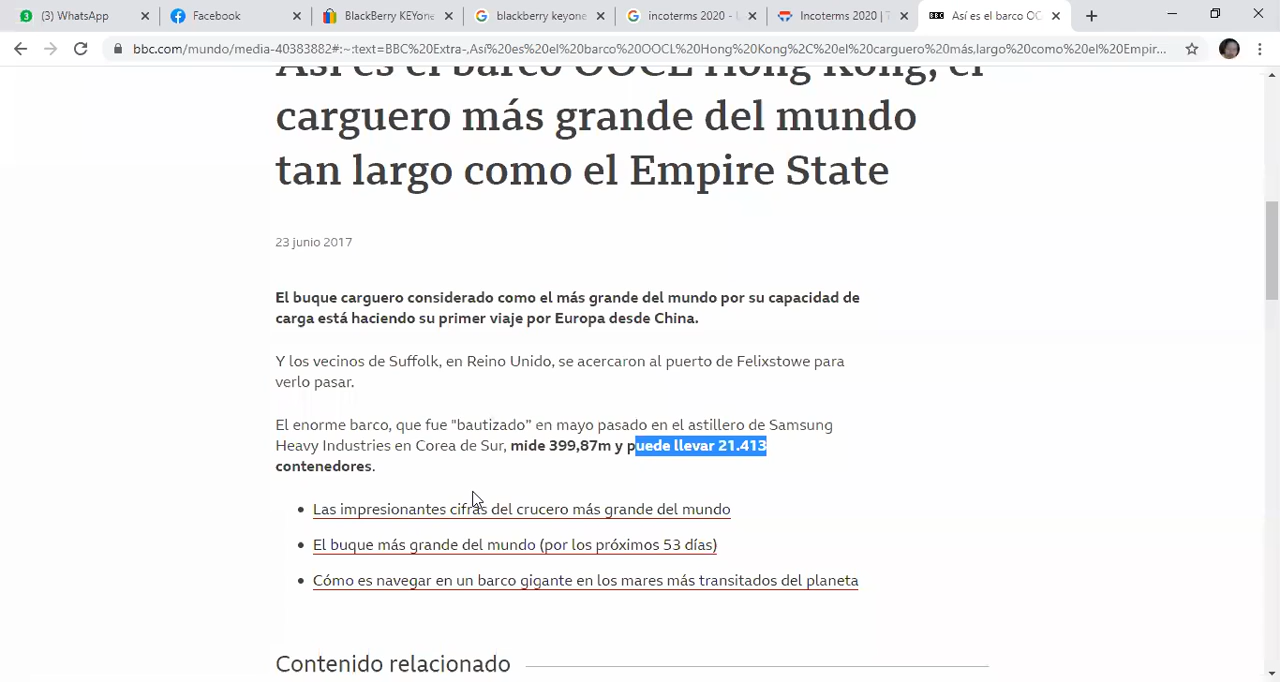 (3) WhatsApp
Facebook
BlackBerry KEYone
blackberry keyone
incoterms 2020 -
Incoterms 2020 |
Así es el barco OC
bbc.com/mundo/media-40383882#:~:text=BBC%20Extra-,Así%20es%20el%20barco%20OOCL%20Hong%20Kong%2C%20el%20carguero%20más,largo%20como%20el%20Empir...
Así es el barco OOCL Hong Kong, el
carguero más grande del mundo
tan largo como el Empire State
23 junio 2017
El buque carguero considerado como el más grande del mundo por su capacidad de
carga está haciendo su primer viaje por Europa desde China.
Y los vecinos de Suffolk, en Reino Unido, se acercaron al puerto de Felixstowe para
verlo pasar.
El enorme barco, que fue "bautizado" en mayo pasado en el astillero de Samsung
Heavy Industries en Corea de Sur, mide 399,87m y puede llevar 21.413
contenedores.
Las impresionantes cifras del crucero más grande del mundo
El buque más grande del mundo (por los próximos 53 días)
Cómo es navegar en un barco gigante en los mares más transitados del planeta
Contenido relacionado